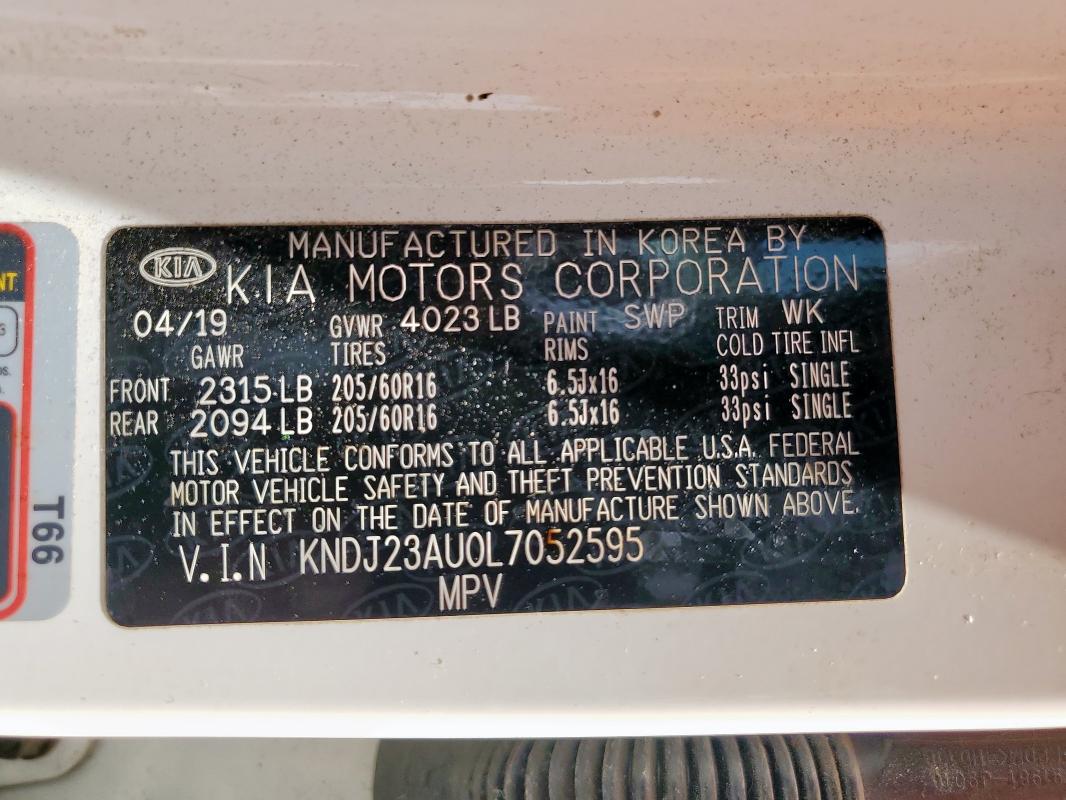 MANUFACTURED IN KOREA BY
KIA
KIA MOTORS CORPORATION
04/19 GVWR 4023 LB PAINT SWP TRIM WK
GAWR TIRES RIMS COLD TIRE INFL
FRONT 2315 LB 205/60R16 6.5Jx16 33psi SINGLE
REAR 2094 LB 205/60R16 6.5Jx16 33psi SINGLE
THIS VEHICLE CONFORMS TO ALL APPLICABLE U.S.A. FEDERAL
MOTOR VEHICLE SAFETY AND THEFT PREVENTION STANDARDS
IN EFFECT ON THE DATE OF MANUFACTURE SHOWN ABOVE.
V.I.N KNDJ23AU0L7052595
MPV
T66